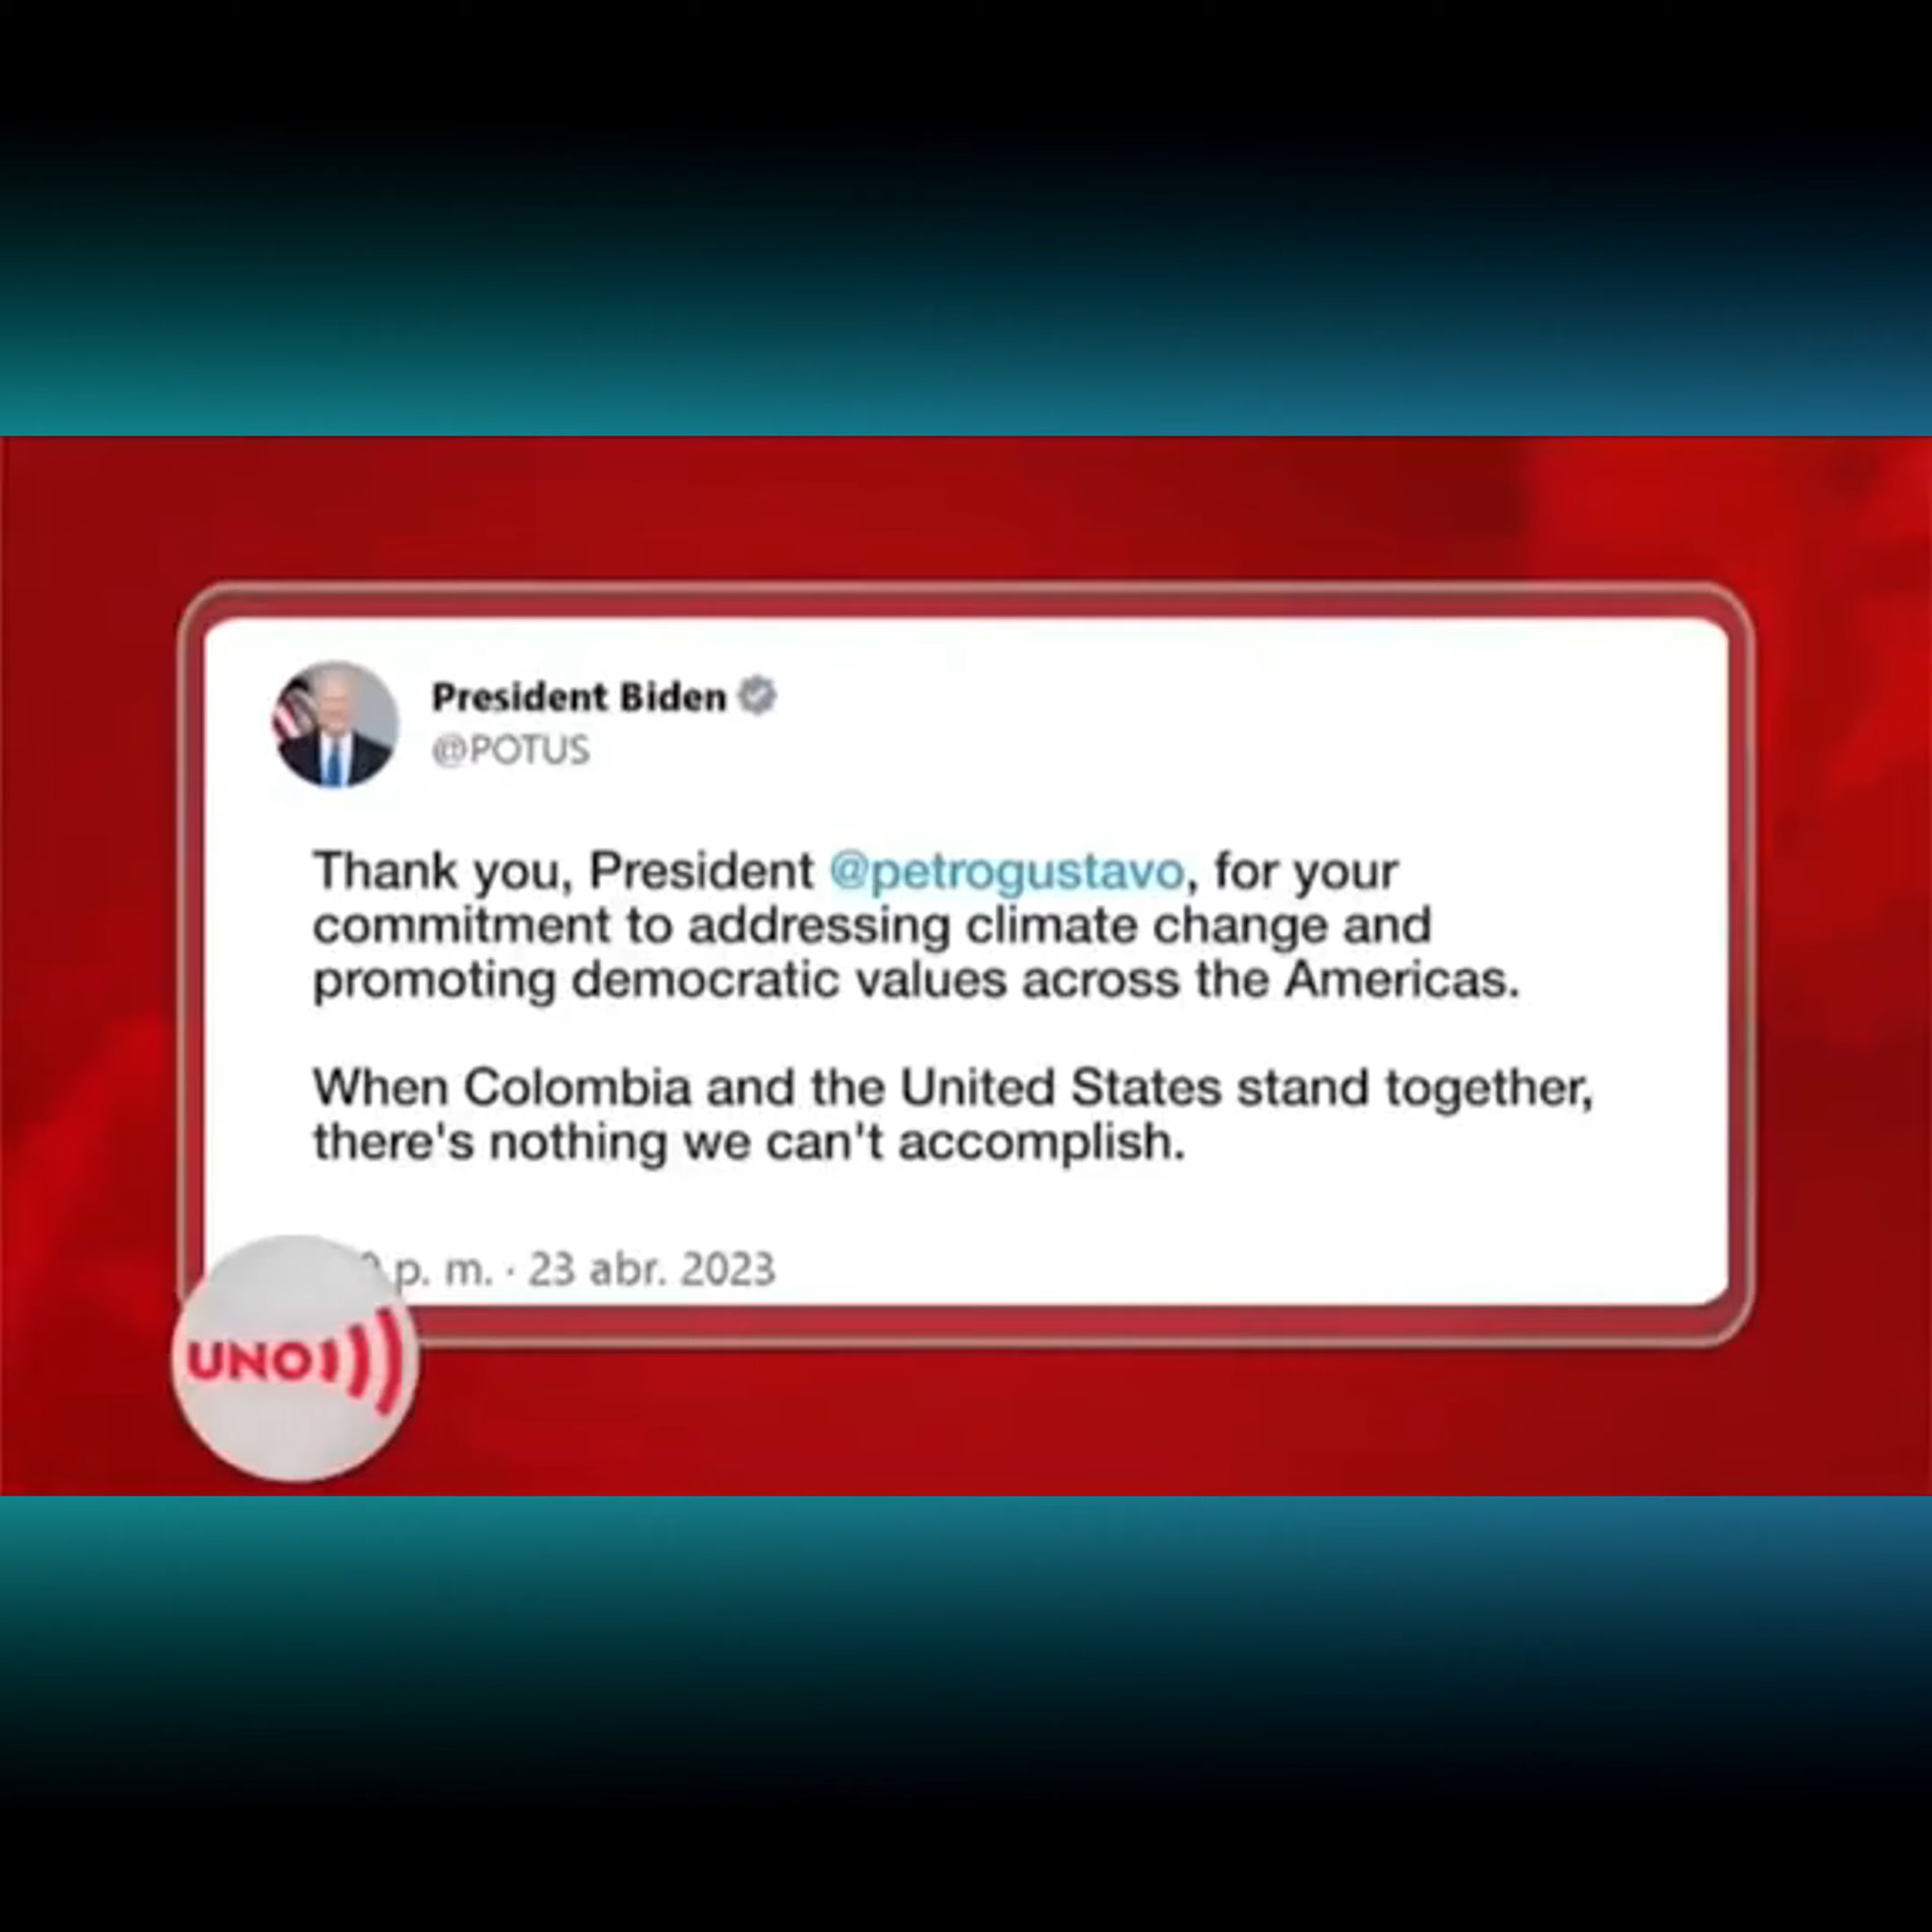 President Biden
@POTUS
Thank you, President @petrogustavo, for your
commitment to addressing climate change and
promoting democratic values across the Americas.
When Colombia and the United States stand together,
there's nothing we can't accomplish.
p. m. · 23 abr. 2023
UNO